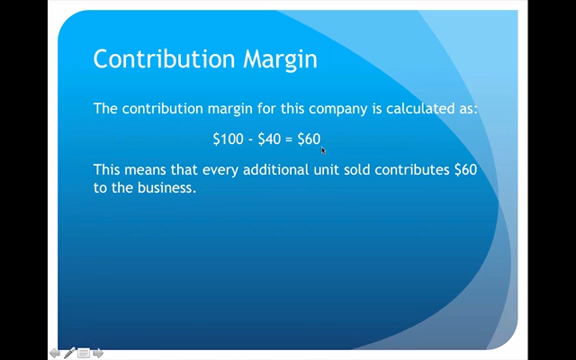 Contribution Margin
The contribution margin for this company is calculated as:
$100 - $40 = $60
This means that every additional unit sold contributes $60
to the business.